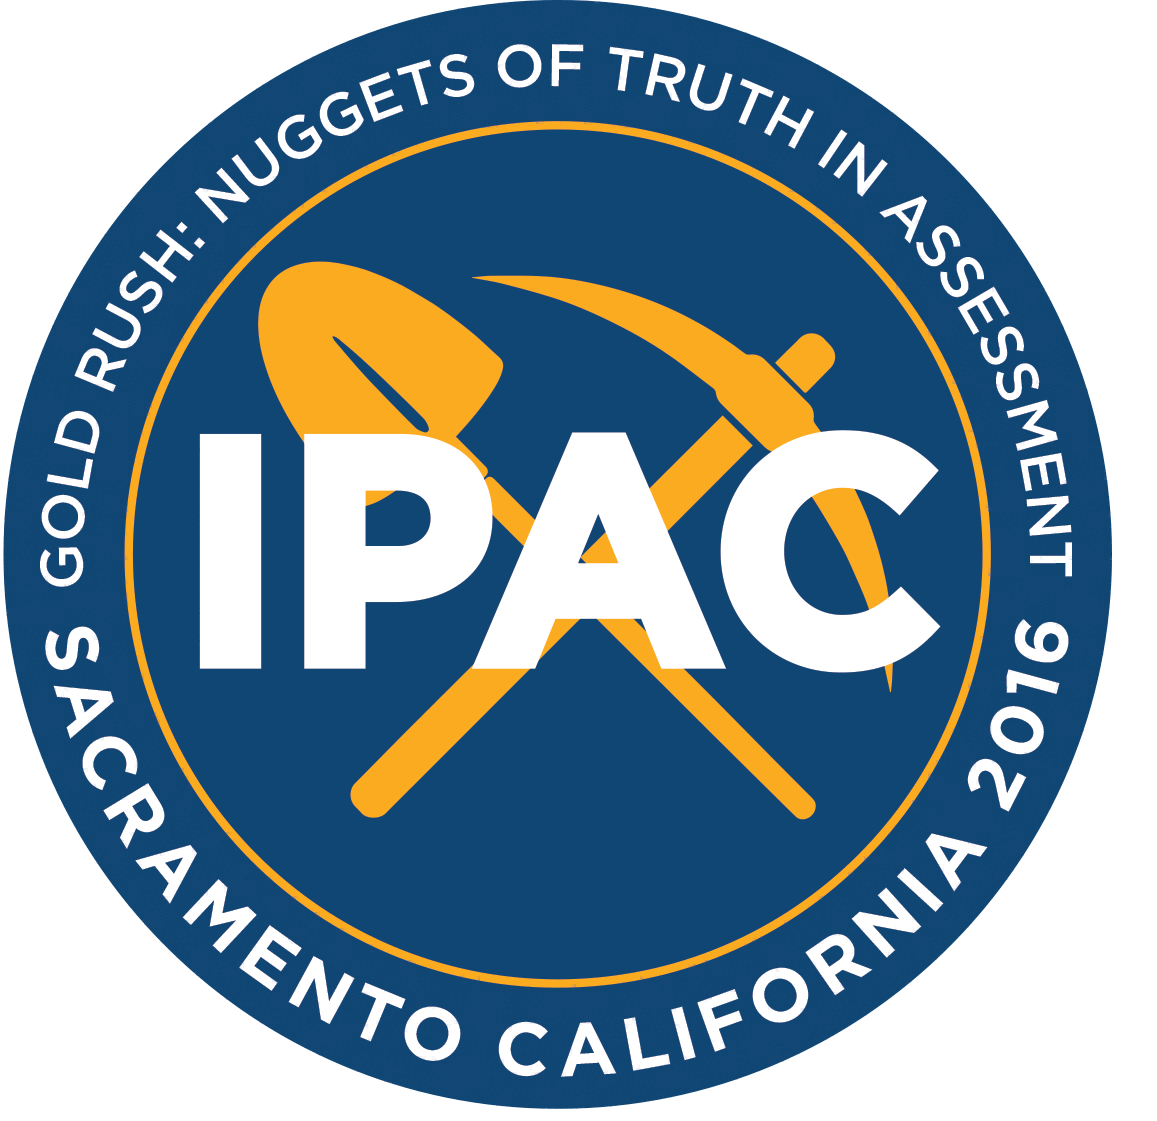 GOLD RUSH: NUGGETS OF TRUTH IN ASSESSMENT
IPAC
SACRAMENTO CALIFORNIA 2016